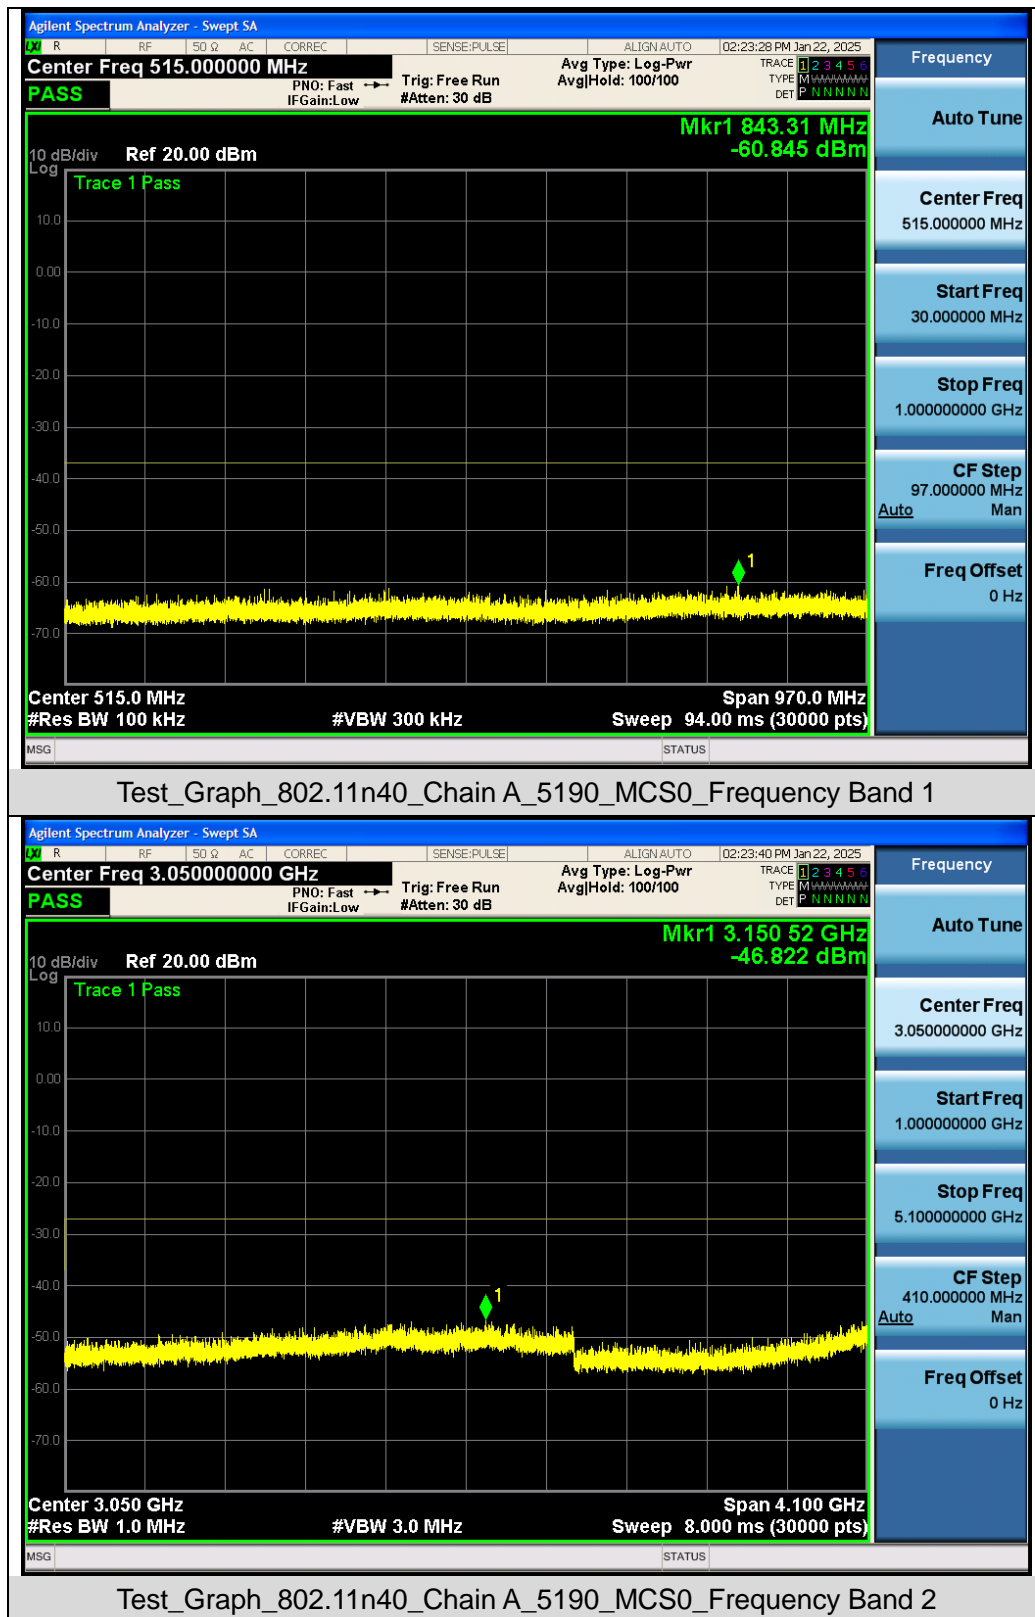 Agilent Spectrum Analyzer - Swept SA
LXI R RF 50 Ω AC CORREC SENSE:PULSE ALIGN AUTO 02:23:28 PM Jan 22, 2025
Center Freq 515.000000 MHz
PASS
PNO: Fast
IFGain:Low
Trig: Free Run
#Atten: 30 dB
Avg Type: Log-Pwr
Avg|Hold: 100/100
TRACE 1 2 3 4 5 6
TYPE M W W W W W
DET P N N N N N
Mkr1 843.31 MHz
-60.845 dBm
10 dB/div Ref 20.00 dBm
Log
Trace 1 Pass
10.0
0.00
-10.0
-20.0
-30.0
-40.0
-50.0
1
-60.0
-70.0
Center 515.0 MHz Span 970.0 MHz
#Res BW 100 kHz #VBW 300 kHz Sweep 94.00 ms (30000 pts)
MSG STATUS
Frequency
Auto Tune
Center Freq
515.000000 MHz
Start Freq
30.000000 MHz
Stop Freq
1.000000000 GHz
CF Step
97.000000 MHz
Auto Man
Freq Offset
0 Hz
Test_Graph_802.11n40_Chain A_5190_MCS0_Frequency Band 1
Agilent Spectrum Analyzer - Swept SA
LXI R RF 50 Ω AC CORREC SENSE:PULSE ALIGN AUTO 02:23:40 PM Jan 22, 2025
Center Freq 3.050000000 GHz
PASS
PNO: Fast
IFGain:Low
Trig: Free Run
#Atten: 30 dB
Avg Type: Log-Pwr
Avg|Hold: 100/100
TRACE 1 2 3 4 5 6
TYPE M W W W W W
DET P N N N N N
Mkr1 3.150 52 GHz
-46.822 dBm
10 dB/div Ref 20.00 dBm
Log
Trace 1 Pass
10.0
0.00
-10.0
-20.0
-30.0
-40.0
1
-50.0
-60.0
-70.0
Center 3.050 GHz Span 4.100 GHz
#Res BW 1.0 MHz #VBW 3.0 MHz Sweep 8.000 ms (30000 pts)
MSG STATUS
Frequency
Auto Tune
Center Freq
3.050000000 GHz
Start Freq
1.000000000 GHz
Stop Freq
5.100000000 GHz
CF Step
410.000000 MHz
Auto Man
Freq Offset
0 Hz
Test_Graph_802.11n40_Chain A_5190_MCS0_Frequency Band 2